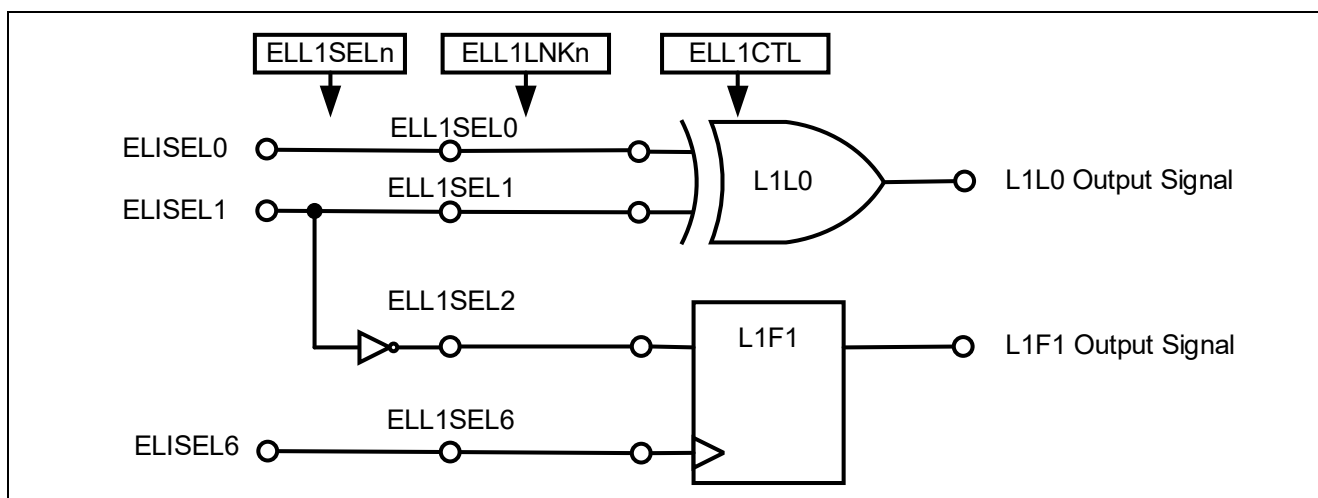 ELL1SELn ELL1LNKn ELL1CTL
ELISEL0 ELL1SEL0 L1L0 L1L0 Output Signal
ELISEL1 ELL1SEL1
ELL1SEL2
L1F1 L1F1 Output Signal
ELISEL6 ELL1SEL6